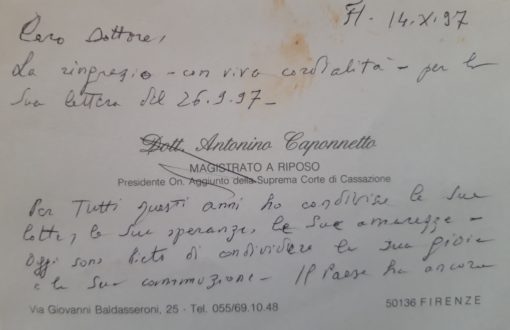 Fi. 14.X.97
Caro Dottore,
La ringrazio - con viva cordialità - per la
Sua lettera del 26.9.97 -
Dott. Antonino Caponnetto
MAGISTRATO A RIPOSO
Presidente On. Aggiunto della Suprema Corte di Cassazione
Per tutti questi anni ho condiviso le Sue
lotte, le Sue speranze, le Sue amarezze -
Oggi sono lieto di condividere la Sua gioia
e la Sua commozione - Il Paese ha ancora
Via Giovanni Baldasseroni, 25 - Tel. 055/69.10.48
50136 FIRENZE